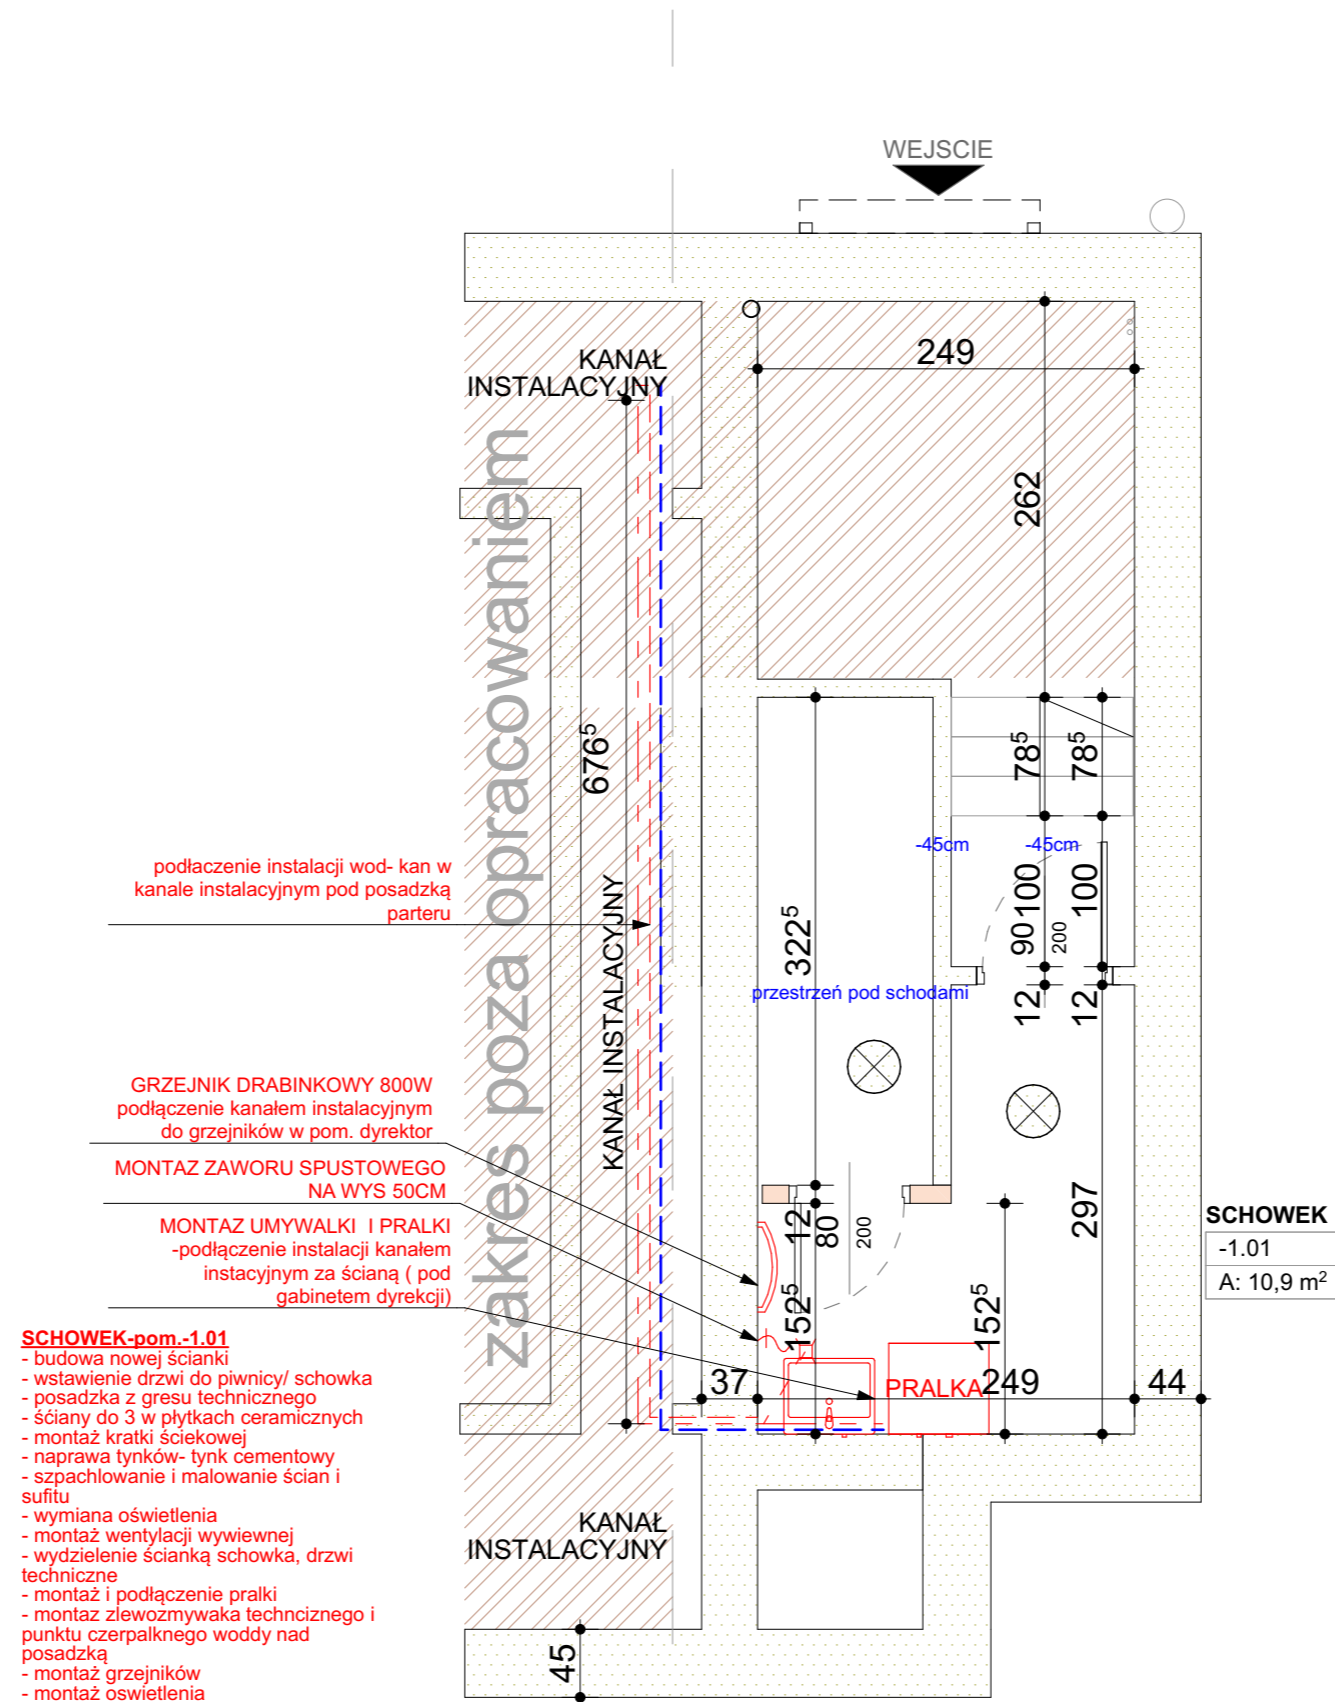 WEJSCIE
KANAŁ
INSTALACYJNY
249
262
zakres poza opracowaniem
676⁵
78⁵
78⁵
podłaczenie instalacji wod- kan w
kanale instalacyjnym pod posadzką
parteru
-45cm
-45cm
100
100
90
200
322⁵
KANAŁ INSTALACYJNY
przestrzeń pod schodami
12
12
GRZEJNIK DRABINKOWY 800W
podłączenie kanałem instalacyjnym
do grzejników w pom. dyrektor
MONTAZ ZAWORU SPUSTOWEGO
NA WYS 50CM
MONTAZ UMYWALKI I PRALKI
-podłączenie instalacji kanałem
instacyjnym za ścianą ( pod
gabinetem dyrekcji)
12
80
200
297
SCHOWEK
-1.01
A: 10,9 m²
152⁵
152⁵
37
PRALKA
249
44
SCHOWEK-pom.-1.01
- budowa nowej ścianki
- wstawienie drzwi do piwnicy/ schowka
- posadzka z gresu technicznego
- śćiany do 3 w płytkach ceramicznych
- montaż kratki ściekowej
- naprawa tynków- tynk cementowy
- szpachlowanie i malowanie ścian i
sufitu
- wymiana oświetlenia
- montaż wentylacji wywiewnej
- wydzielenie ścianką schowka, drzwi
techniczne
- montaż i podłączenie pralki
- montaz zlewozmywaka technciznego i
punktu czerpalknego woddy nad
posadzką
- montaż grzejników
- montaż oswietlenia
KANAŁ
INSTALACYJNY
45